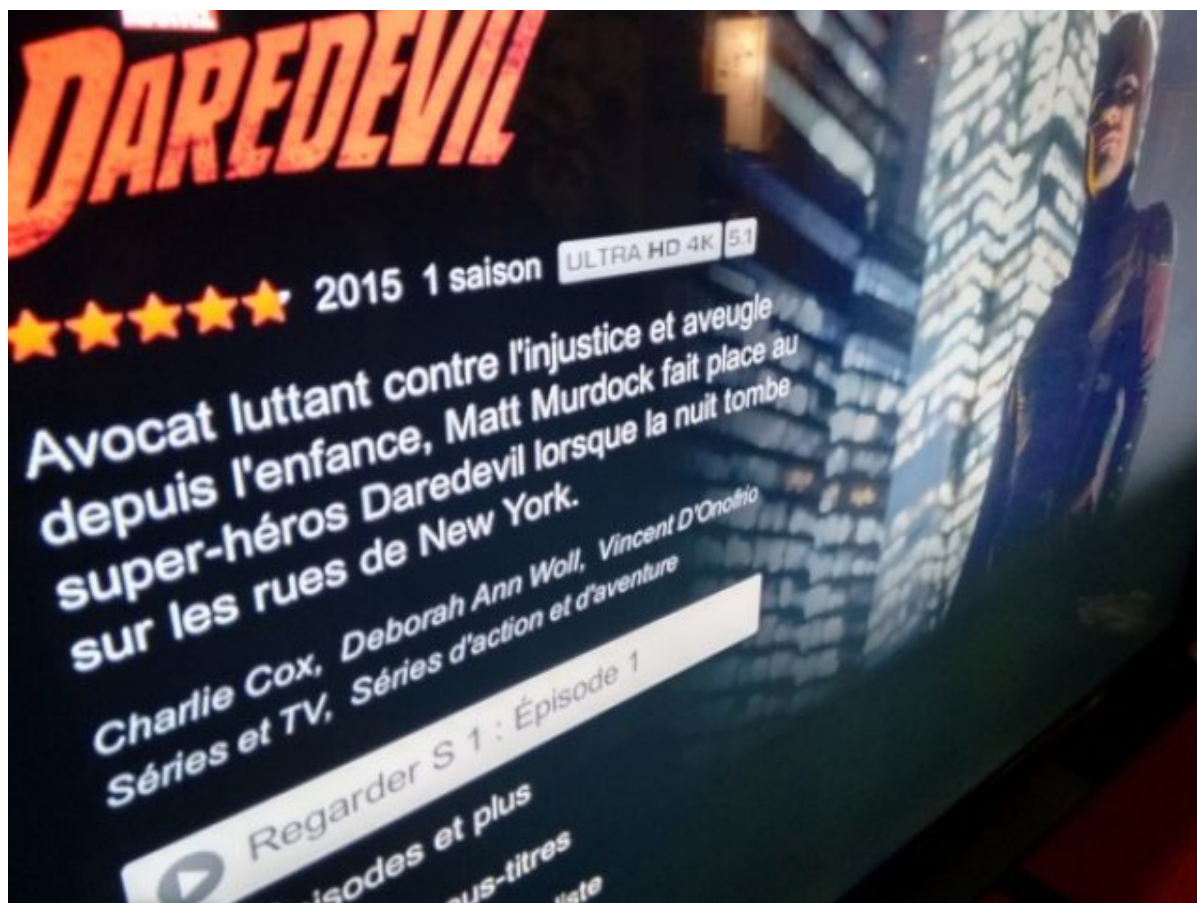 DAREDEVIL
2015 1 saison ULTRA HD 4K 5.1
Avocat luttant contre l'injustice et aveugle
depuis l'enfance, Matt Murdock fait place au
super-héros Daredevil lorsque la nuit tombe
sur les rues de New York.
Charlie Cox, Deborah Ann Woll, Vincent D'Onofrio
Séries et TV, Séries d'action et d'aventure
Regarder S 1 : Épisode 1
isodes et plus
us-titres
liste